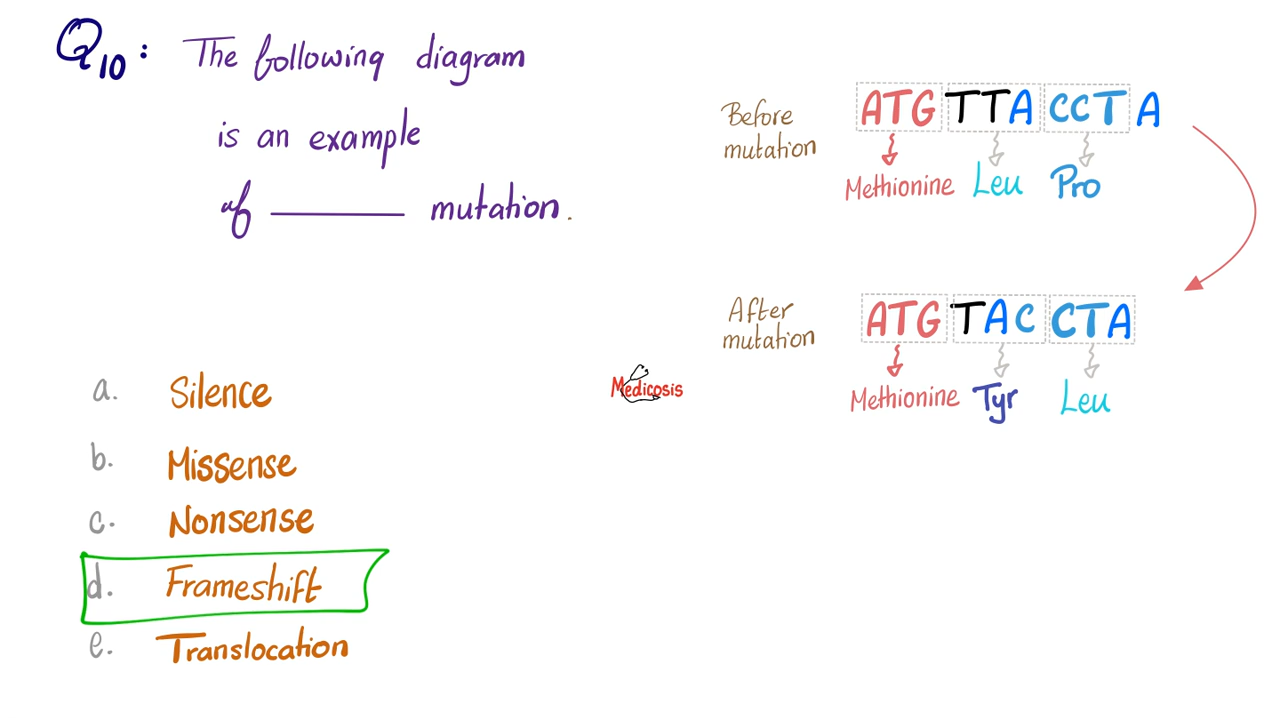 Q10: The following diagram
is an example
of ________ mutation.
a. Silence
b. Missense
c. Nonsense
d. Frameshift
e. Translocation
Medicosis
Before
mutation
ATG TTA CCT A
Methionine Leu Pro
After
mutation
ATG TAC CTA
Methionine Tyr Leu